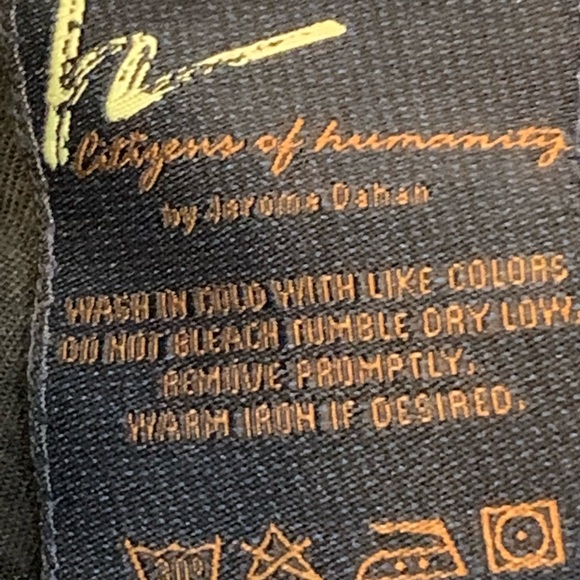 h
Citizens of humanity
by Jerome Dahan
WASH IN COLD WITH LIKE COLORS
DO NOT BLEACH TUMBLE DRY LOW.
REMOVE PROMPTLY.
WARM IRON IF DESIRED.
30°